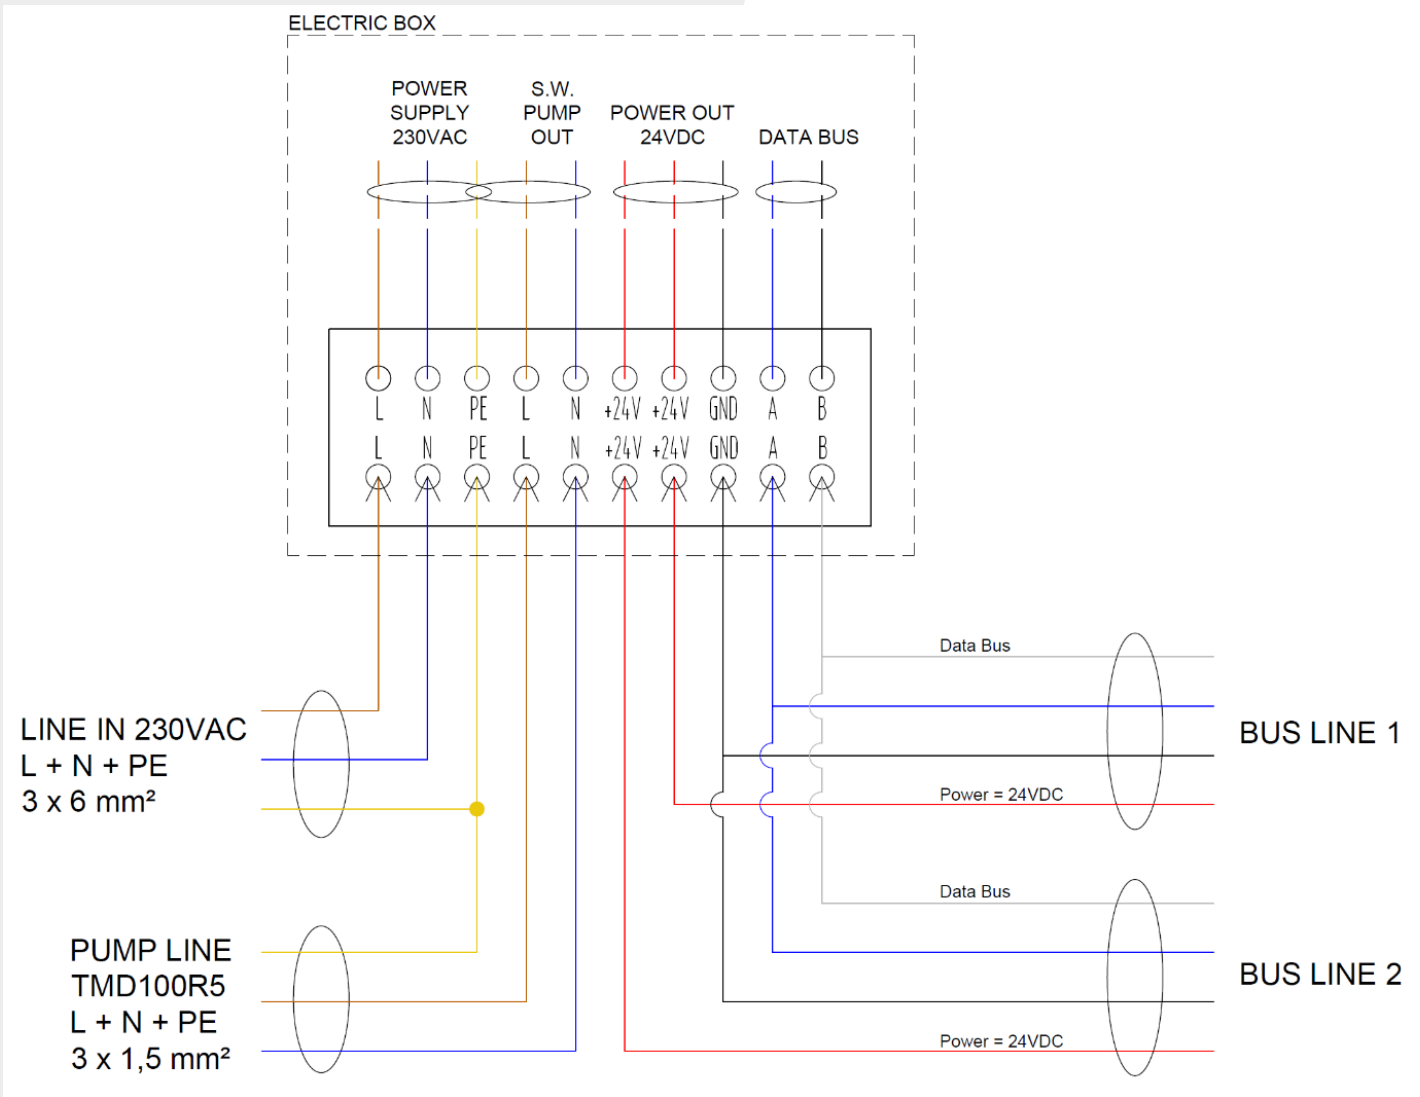 ELECTRIC BOX
POWER
SUPPLY
230VAC
S.W.
PUMP
OUT
POWER OUT
24VDC
DATA BUS
L N PE L N +24V +24V GND A B
L N PE L N +24V +24V GND A B
LINE IN 230VAC
L + N + PE
3 x 6 mm²
PUMP LINE
TMD100R5
L + N + PE
3 x 1,5 mm²
Data Bus
Power = 24VDC
BUS LINE 1
Data Bus
Power = 24VDC
BUS LINE 2